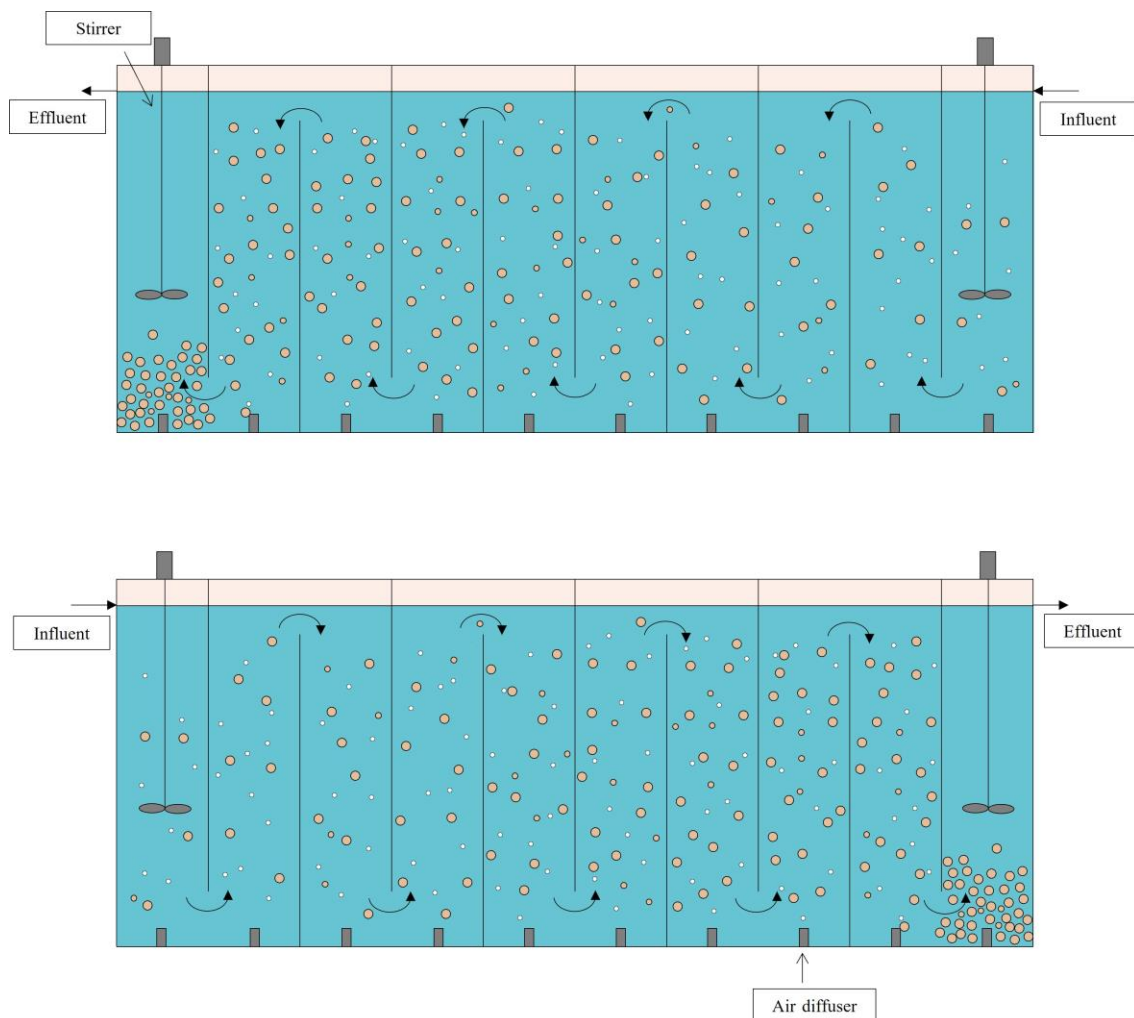 Stirrer
Effluent
Influent
Influent
Effluent
Air diffuser